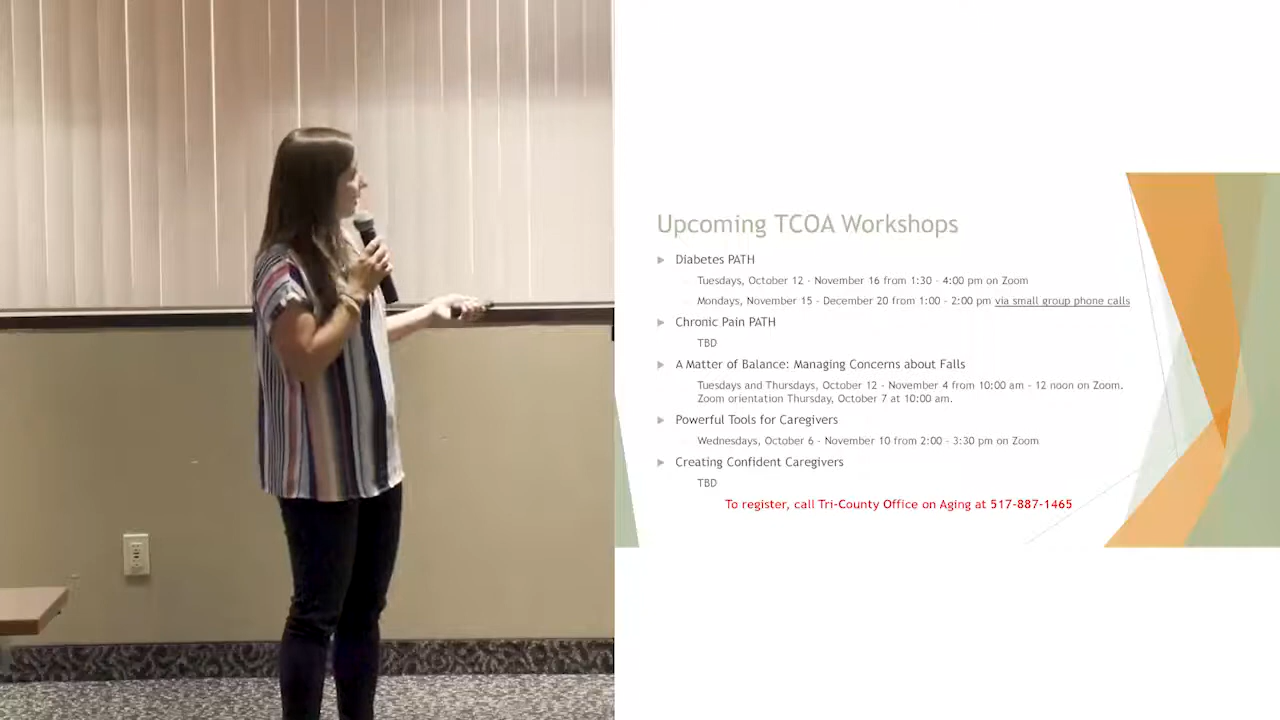 Upcoming TCOA Workshops
Diabetes PATH
Tuesdays, October 12 - November 16 from 1:30 - 4:00 pm on Zoom
Mondays, November 15 - December 20 from 1:00 - 2:00 pm via small group phone calls
Chronic Pain PATH
TBD
A Matter of Balance: Managing Concerns about Falls
Tuesdays and Thursdays, October 12 - November 4 from 10:00 am - 12 noon on Zoom.
Zoom orientation Thursday, October 7 at 10:00 am.
Powerful Tools for Caregivers
Wednesdays, October 6 - November 10 from 2:00 - 3:30 pm on Zoom
Creating Confident Caregivers
TBD
To register, call Tri-County Office on Aging at 517-887-1465